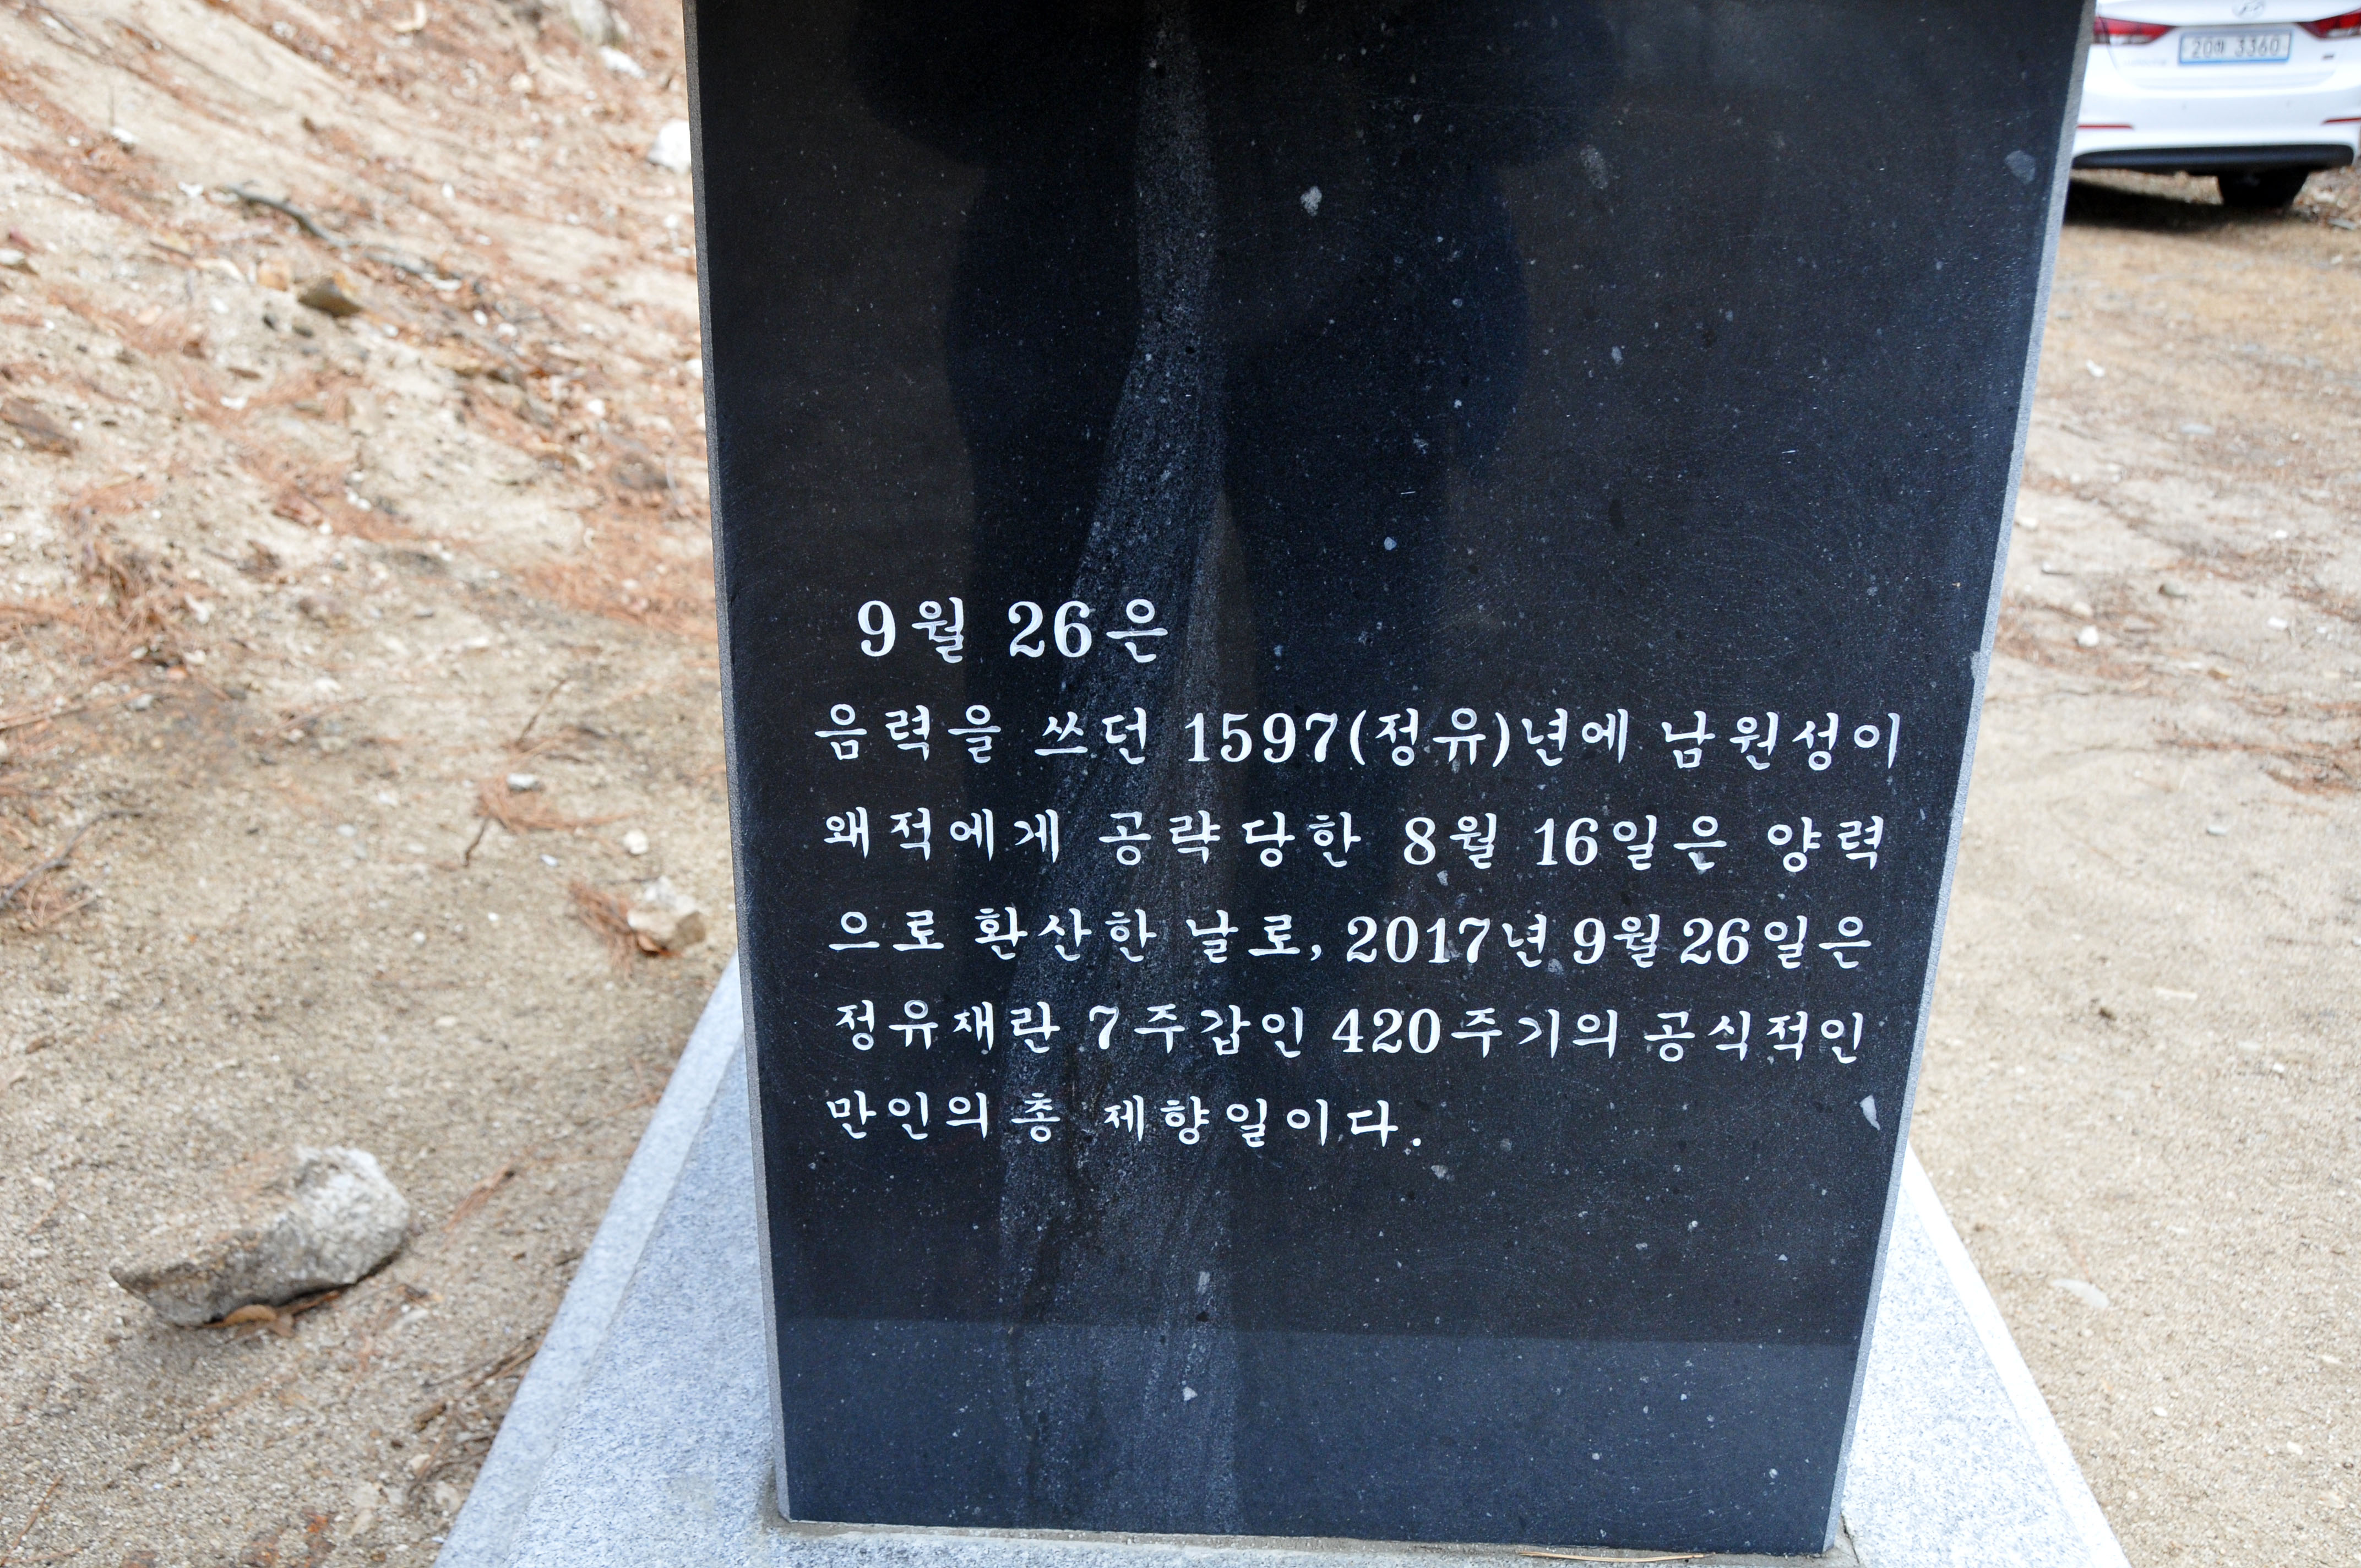 9월 26은
음력을 쓰던 1597(정유)년에 남원성이
왜적에게 공략당한 8월 16일은 양력
으로 환산한 날로, 2017년 9월 26일은
정유재란 7주갑인 420주기의 공식적인
만인의총 제향일이다.